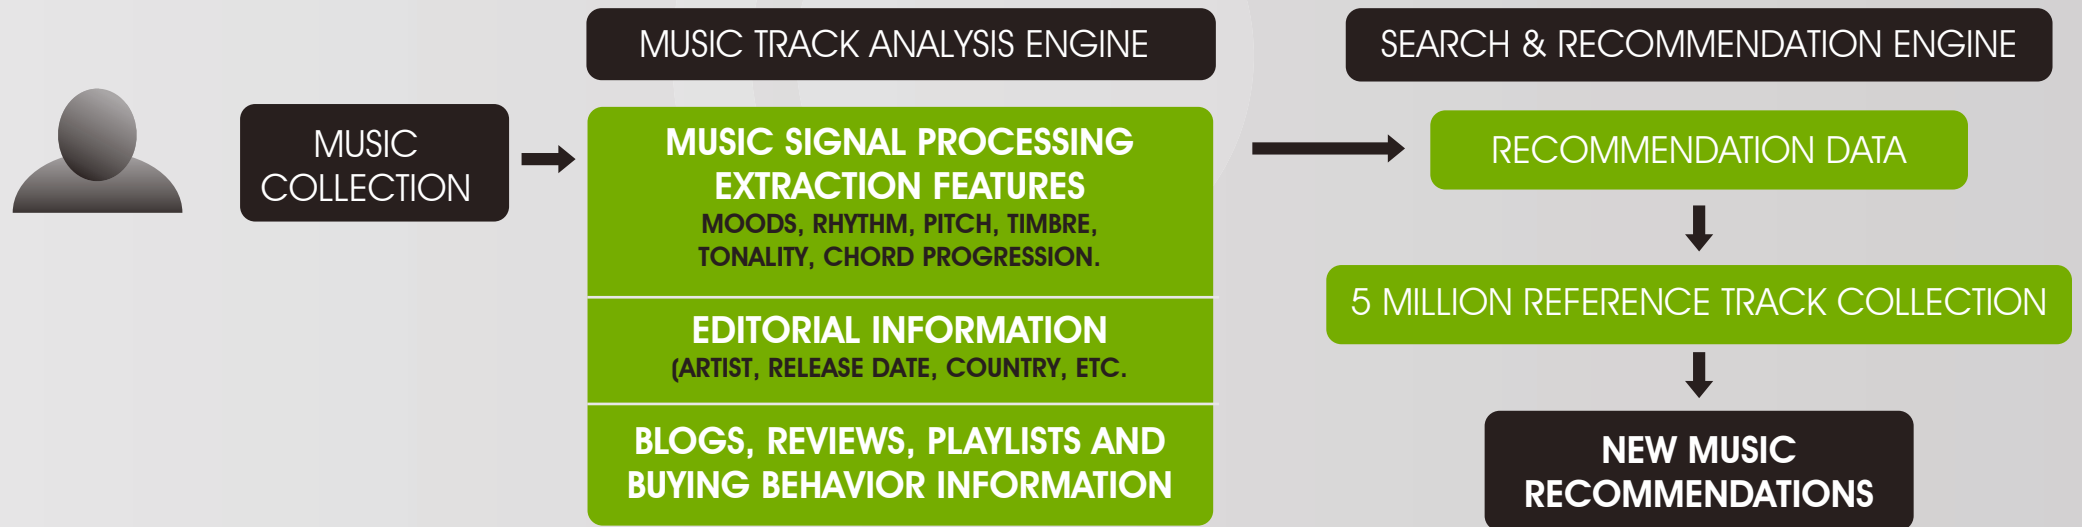 MUSIC TRACK ANALYSIS ENGINE
SEARCH & RECOMMENDATION ENGINE
MUSIC
COLLECTION
MUSIC SIGNAL PROCESSING
EXTRACTION FEATURES
MOODS, RHYTHM, PITCH, TIMBRE,
TONALITY, CHORD PROGRESSION.
EDITORIAL INFORMATION
(ARTIST, RELEASE DATE, COUNTRY, ETC.
BLOGS, REVIEWS, PLAYLISTS AND
BUYING BEHAVIOR INFORMATION
RECOMMENDATION DATA
5 MILLION REFERENCE TRACK COLLECTION
NEW MUSIC
RECOMMENDATIONS